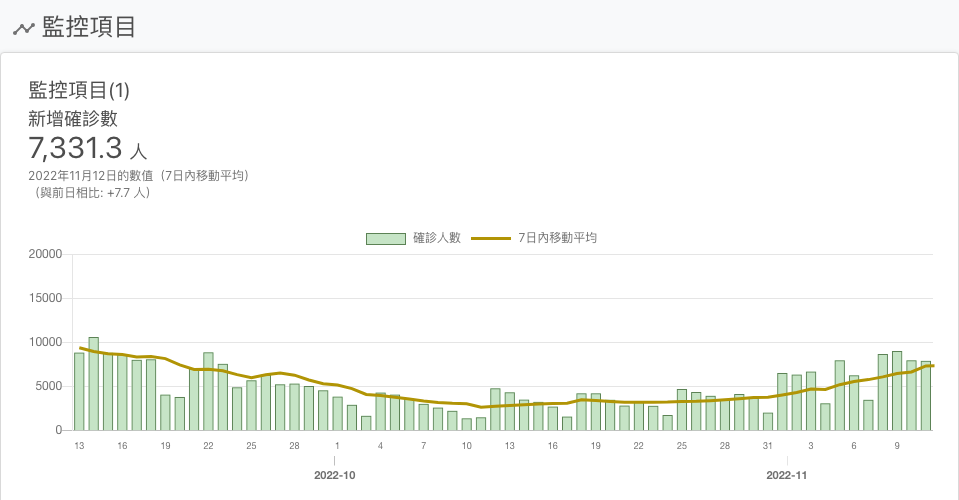 監控項目
監控項目(1)
新增確診數
7,331.3 人
2022年11月12日的數值（7日內移動平均）
（與前日相比: +7.7 人）
確診人數 7日內移動平均
20000
15000
10000
5000
0
13 16 19 22 25 28 1 4 7 10 13 16 19 22 25 28 31 3 6 9
2022-10 2022-11